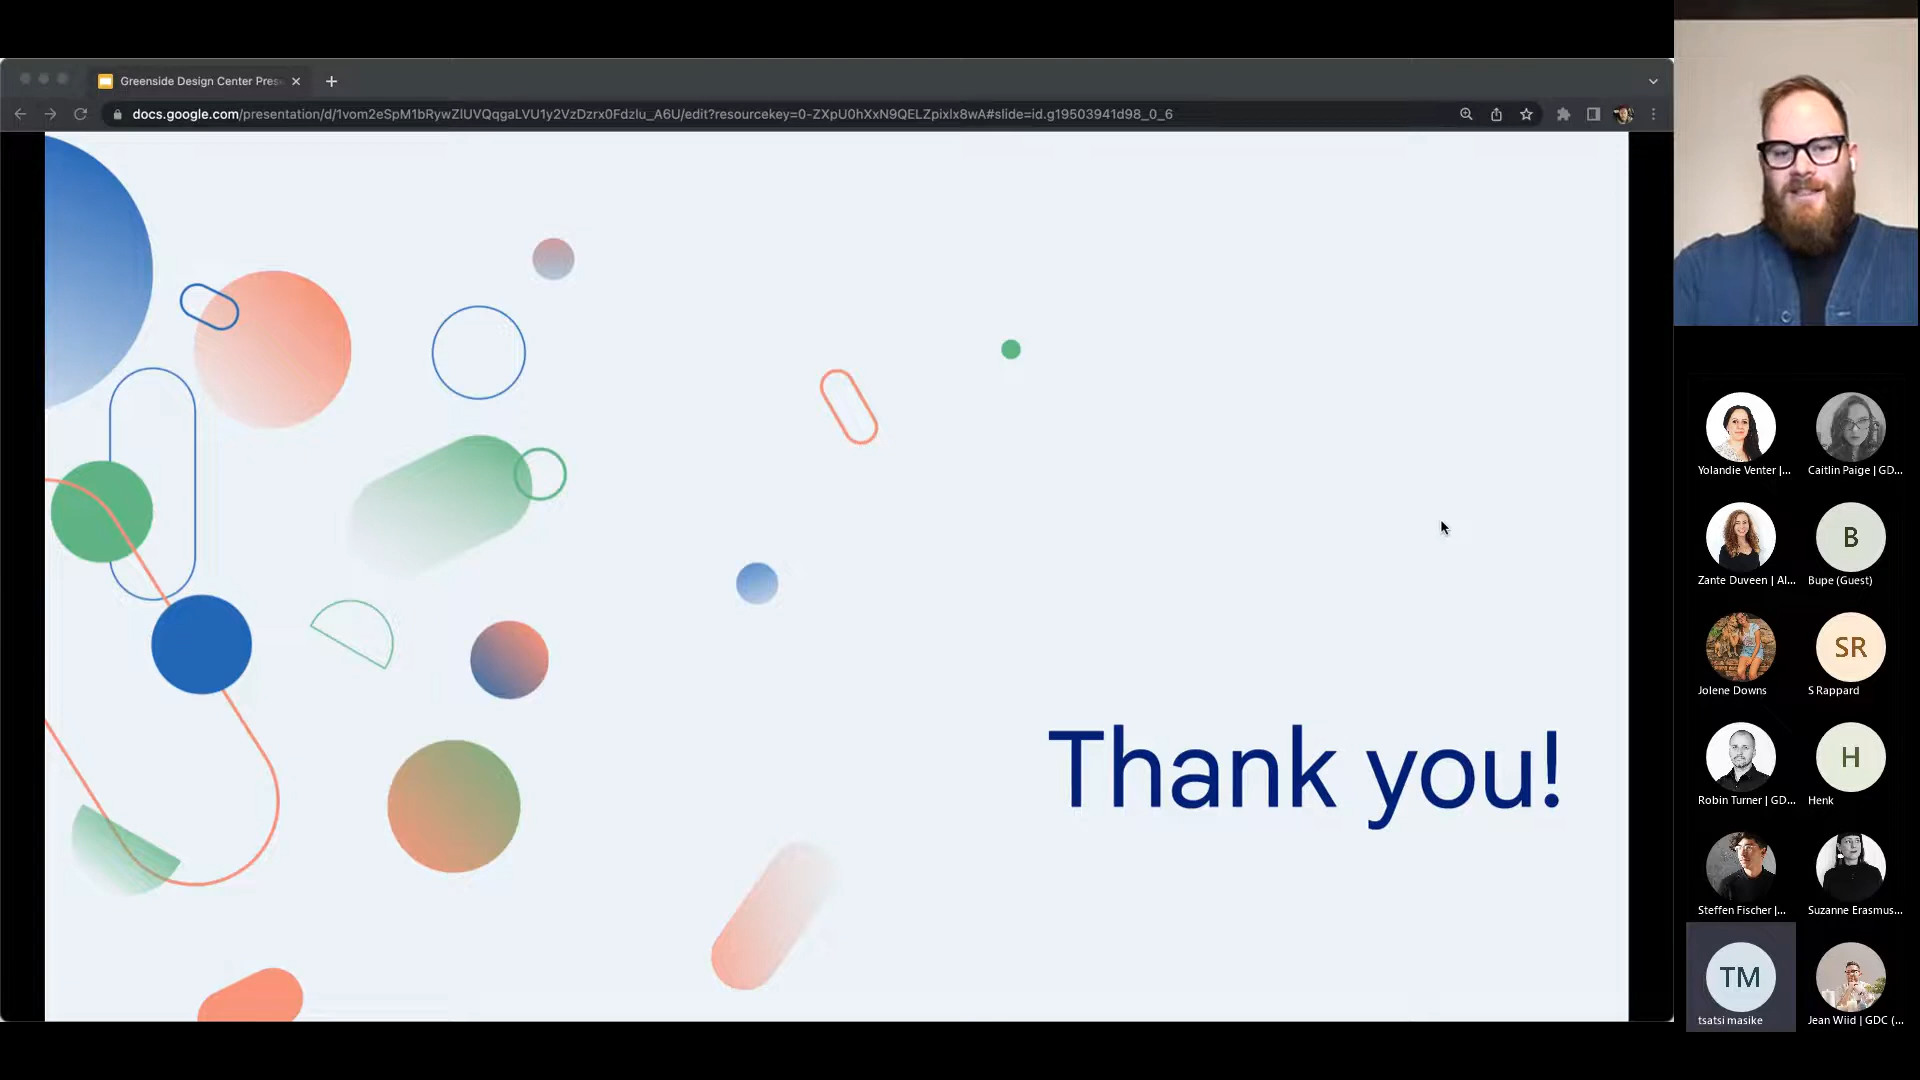 Greenside Design Center Pres
docs.google.com/presentation/d/1vom2eSpM1bRywZlUVQqgaLVU1y2VzDzrx0Fdzlu_A6U/edit?resourcekey=0-ZXpU0hXxN9QELZpixlx8wA#slide=id.g19503941d98_0_6
Thank you!
Yolandie Venter |...
Caitlin Paige | GD...
B
Zante Duveen | Al...
Bupe (Guest)
SR
Jolene Downs
S Rappard
H
Robin Turner | GD...
Henk
Steffen Fischer |...
Suzanne Erasmus...
TM
tsatsi masike
Jean Wiid | GDC (...